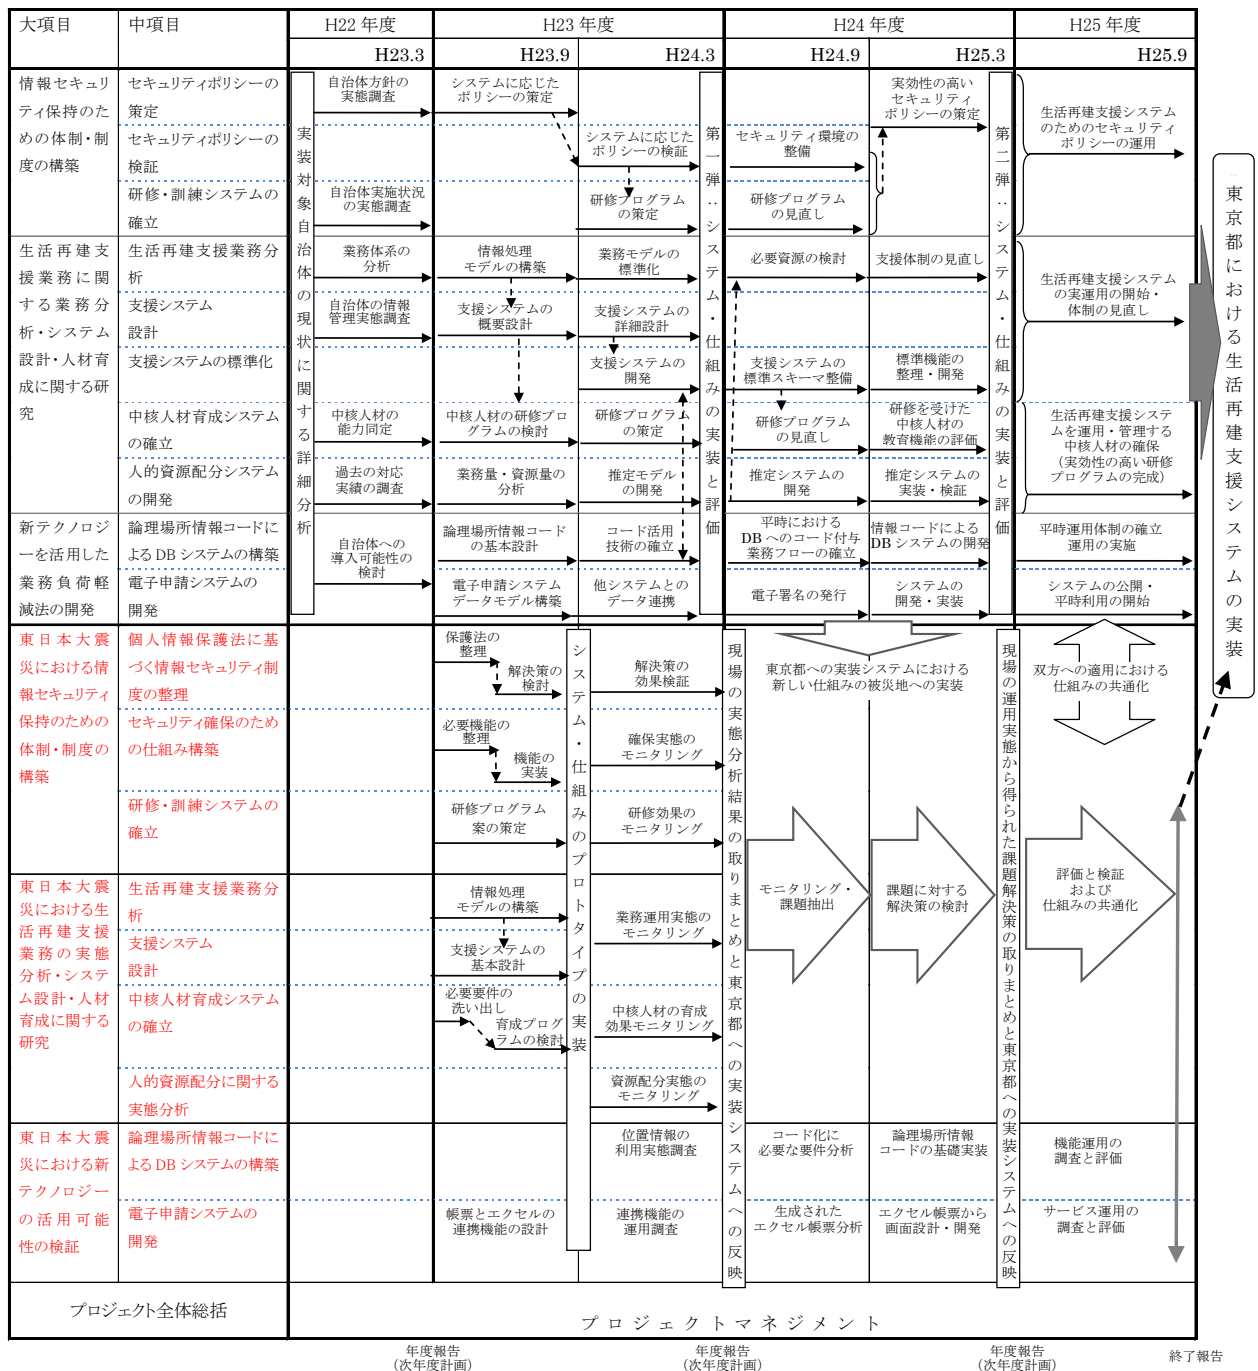 大項目
中項目
H22 年度
H23 年度
H24 年度
H25 年度
H23.3
H23.9
H24.3
H24.9
H25.3
H25.9
情報セキュリ
ティ保持のた
めの体制・制
度の構築
セキュリティポリシーの
策定
セキュリティポリシーの
検証
研修・訓練システムの
確立
自治体方針の
実態調査
システムに応じた
ポリシーの策定
システムに応じた
ポリシーの検証
セキュリティ環境の
整備
実効性の高い
セキュリティ
ポリシーの策定
生活再建支援システム
のためのセキュリティ
ポリシーの運用
自治体実施状況
の実態調査
研修プログラム
の策定
研修プログラム
の見直し
実装対象自治体の現状に関する詳細分析
第一弾:システム・仕組みの実装と評価
第二弾:システム・仕組みの実装と評価
東京都における生活再建支援システムの実装
生活再建支
援業務に関
する業務分
析・システム
設計・人材育
成に関する研
究
生活再建支援業務分
析
支援システム
設計
支援システムの標準化
中核人材育成システム
の確立
人的資源配分システム
の開発
業務体系の
分析
情報処理
モデルの構築
業務モデルの
標準化
必要資源の検討
支援体制の見直し
生活再建支援システム
の実運用の開始・
体制の見直し
自治体の情報
管理実態調査
支援システムの
概要設計
支援システムの
詳細設計
支援システムの
開発
支援システムの
標準スキーマ整備
標準機能の
整理・開発
中核人材の
能力同定
中核人材の研修プロ
グラムの検討
研修プログラム
の策定
研修プログラム
の見直し
研修を受けた
中核人材の
教育機能の評価
生活再建支援システ
ムを運用・管理する
中核人材の確保
(実効性の高い研修
プログラムの完成)
過去の対応
実績の調査
業務量・資源量の
分析
推定モデル
の開発
推定システムの
開発
推定システムの
実装・検証
新テクノロジ
ーを活用した
業務負荷軽
減法の開発
論理場所情報コードに
よるDBシステムの構築
電子申請システムの
開発
自治体への
導入可能性の
検討
論理場所情報コード
の基本設計
コード活用
技術の確立
平時における
DBへのコード付与
業務フローの確立
情報コードによる
DBシステムの開発
平時運用体制の確立
運用の実施
電子申請システム
データモデル構築
他システムとの
データ連携
電子署名の発行
システムの
開発・実装
システムの公開・
平時利用の開始
東日本大震
災における情
報セキュリティ
保持のための
体制・制度の
構築
個人情報保護法に基
づく情報セキュリティ制
度の整理
セキュリティ確保のため
の仕組み構築
研修・訓練システムの
確立
保護法の
整理
解決策の
検討
解決策の
効果検証
東京都への実装システムにおける
新しい仕組みの被災地への実装
双方への適用における
仕組みの共通化
必要機能の
整理
機能の
実装
確保実態の
モニタリング
研修プログラム
案の策定
研修効果の
モニタリング
システム・仕組みのプロトタイプの実装
現場の実態分析結果の取りまとめと東京都への実装システムへの反映
現場の運用実態から得られた課題解決策の取りまとめと東京都への実装システムへの反映
モニタリング・
課題抽出
課題に対する
解決策の検討
評価と検証
および
仕組みの共通化
東日本大震
災における生
活再建支援
業務の実態
分析・システ
ム設計・人材
育成に関する
研究
生活再建支援業務分
析
支援システム
設計
中核人材育成システム
の確立
人的資源配分に関する
実態分析
情報処理
モデルの構築
業務運用実態の
モニタリング
支援システムの
基本設計
必要要件の
洗い出し
育成プログ
ラムの検討
中核人材の育成
効果モニタリング
資源配分実態の
モニタリング
東日本大震
災における新
テクノロジー
の活用可能
性の検証
論理場所情報コードに
よるDBシステムの構築
電子申請システムの
開発
位置情報の
利用実態調査
コード化に
必要な要件分析
論理場所情報
コードの基礎実装
機能運用の
調査と評価
帳票とエクセルの
連携機能の設計
連携機能の
運用調査
生成された
エクセル帳票分析
エクセル帳票から
画面設計・開発
サービス運用の
調査と評価
プロジェクト全体総括
プロジェクトマネジメント
年度報告
(次年度計画)
年度報告
(次年度計画)
年度報告
(次年度計画)
終了報告